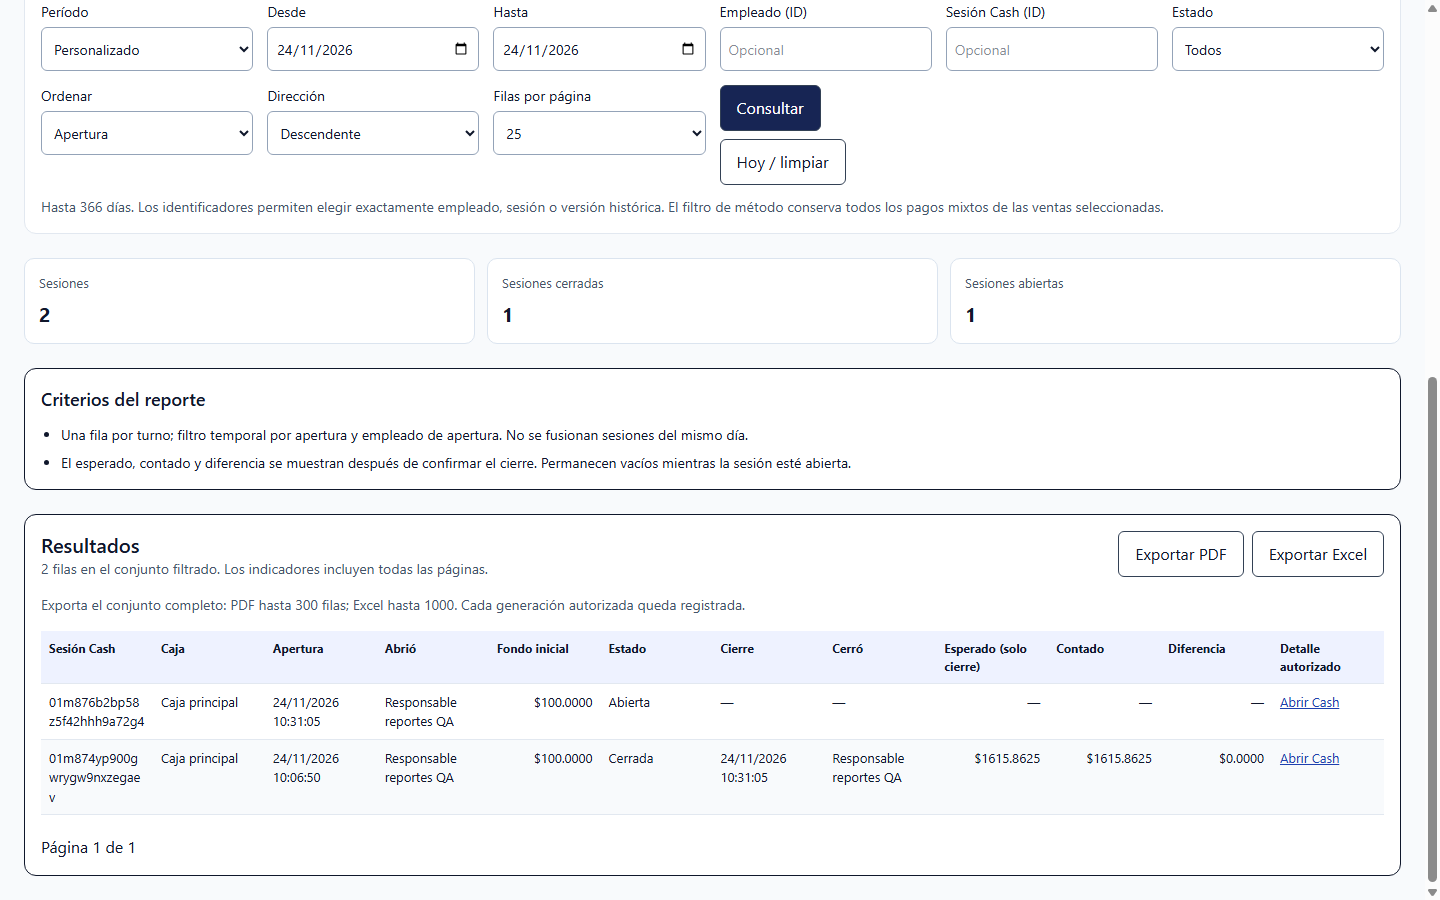 Período
Desde
Hasta
Empleado (ID)
Sesión Cash (ID)
Estado
Personalizado
24/11/2026
24/11/2026
Opcional
Opcional
Todos
Ordenar
Dirección
Filas por página
Apertura
Descendente
25
Consultar
Hoy / limpiar
Hasta 366 días. Los identificadores permiten elegir exactamente empleado, sesión o versión histórica. El filtro de método conserva todos los pagos mixtos de las ventas seleccionadas.
Sesiones
2
Sesiones cerradas
1
Sesiones abiertas
1
Criterios del reporte
• Una fila por turno; filtro temporal por apertura y empleado de apertura. No se fusionan sesiones del mismo día.
• El esperado, contado y diferencia se muestran después de confirmar el cierre. Permanecen vacíos mientras la sesión esté abierta.
Resultados
Exportar PDF
Exportar Excel
2 filas en el conjunto filtrado. Los indicadores incluyen todas las páginas.
Exporta el conjunto completo: PDF hasta 300 filas; Excel hasta 1000. Cada generación autorizada queda registrada.
Sesión Cash Caja Apertura Abrió Fondo inicial Estado Cierre Cerró Esperado (solo Contado Diferencia Detalle
cierre) autorizado
01m876b2bp58 Caja principal 24/11/2026 Responsable $100.0000 Abierta — — — — — Abrir Cash
z5f42hhh9a72g4 10:31:05 reportes QA
01m874yp900g Caja principal 24/11/2026 Responsable $100.0000 Cerrada 24/11/2026 Responsable $1615.8625 $1615.8625 $0.0000 Abrir Cash
wrygw9nxzegae 10:06:50 reportes QA 10:31:05 reportes QA
v
Página 1 de 1